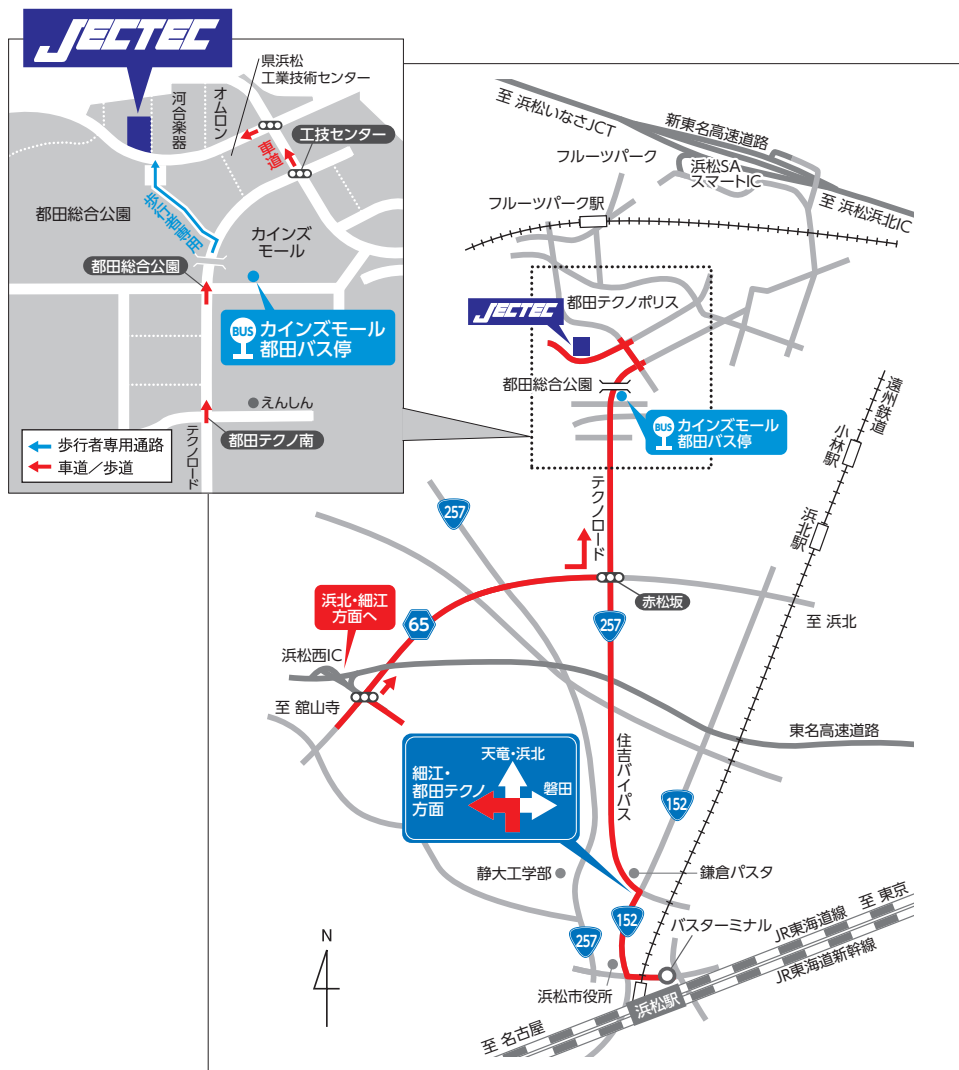 JECTEC
県浜松
工業技術センター
オムロン
河合楽器
工技センター
車道
都田総合公園
歩行者専用
カインズ
モール
都田総合公園
BUS
カインズモール
都田バス停
えんしん
都田テクノ南
テクノロード
歩行者専用通路
車道／歩道
至 浜松いなさJCT
新東名高速道路
フルーツパーク
浜松SA
スマートIC
至 浜松浜北IC
フルーツパーク駅
都田テクノポリス
JECTEC
都田総合公園
BUS
カインズモール
都田バス停
遠州鉄道
小林駅
浜北駅
257
テクノロード
浜北・細江
方面へ
65
赤松坂
257
至 浜北
浜松西IC
至 舘山寺
東名高速道路
住吉バイパス
天竜・浜北
細江・
都田テクノ
方面
磐田
152
静大工学部
鎌倉パスタ
152
257
バスターミナル
浜松市役所
N
JR東海道線
至 東京
JR東海道新幹線
浜松駅
至 名古屋